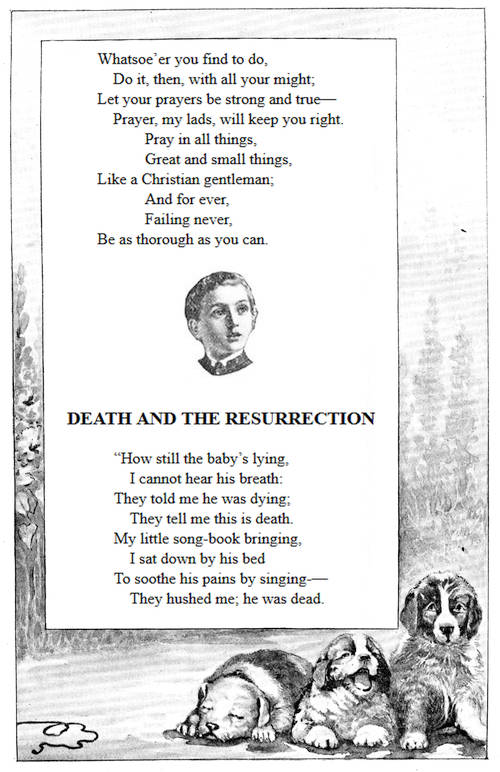 Whatsoe'er you find to do,
Do it, then, with all your might;
Let your prayers be strong and true—
Prayer, my lads, will keep you right.
Pray in all things,
Great and small things,
Like a Christian gentleman;
And for ever,
Failing never,
Be as thorough as you can.
DEATH AND THE RESURRECTION
“How still the baby's lying,
I cannot hear his breath:
They told me he was dying;
They tell me this is death.
My little song-book bringing,
I sat down by his bed
To soothe his pains by singing-—
They hushed me; he was dead.